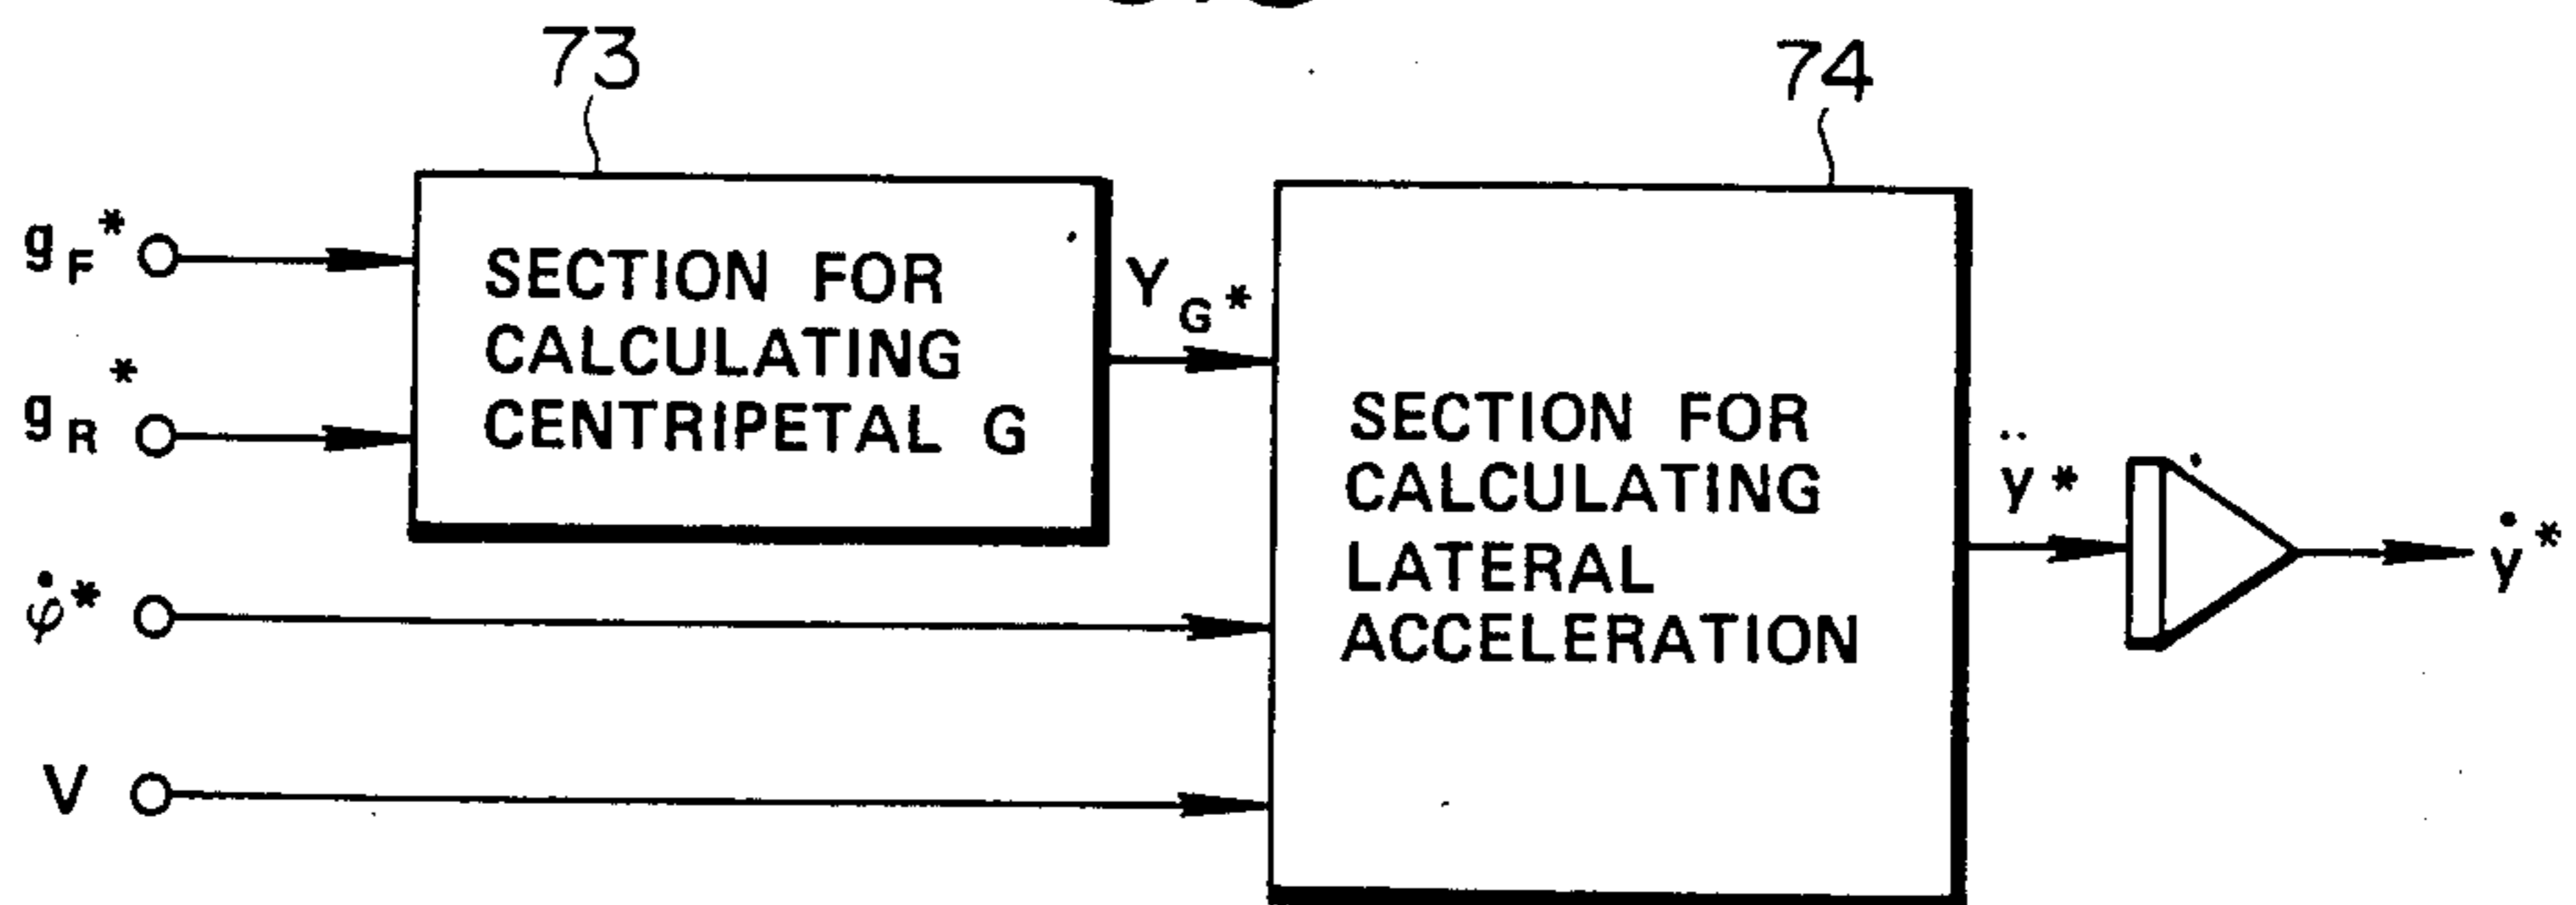 73
74
g_F*
g_R*
φ̇*
V
SECTION FOR
CALCULATING
CENTRIPETAL G
Y_G*
SECTION FOR
CALCULATING
LATERAL
ACCELERATION
ÿ*
ẏ*